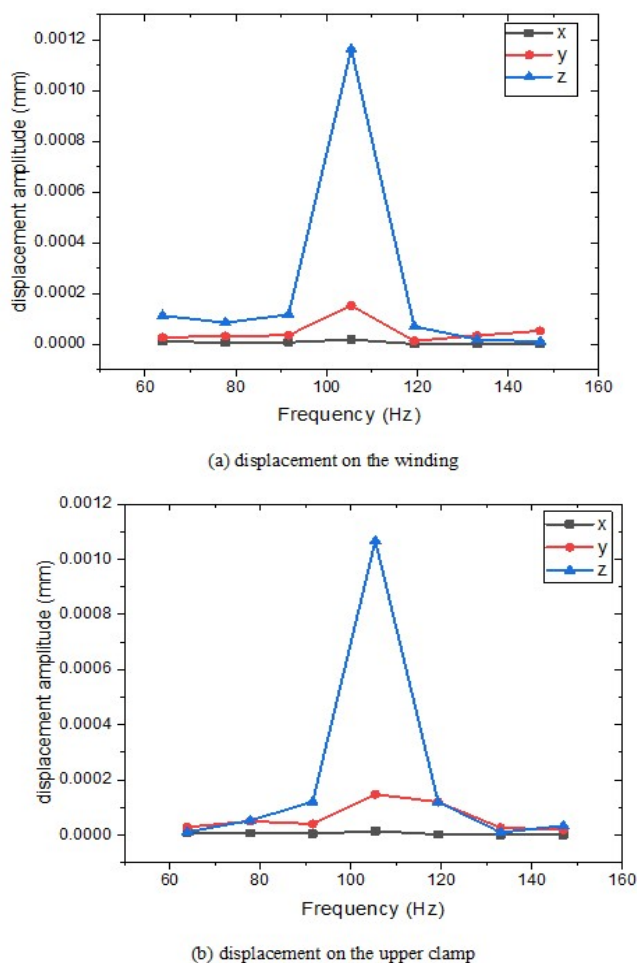 0.0012
0.0010
0.0008
0.0006
0.0004
0.0002
0.0000
displacement amplitude (mm)
x
y
z
60 80 100 120 140 160
Frequency (Hz)
(a) displacement on the winding
0.0012
0.0010
0.0008
0.0006
0.0004
0.0002
0.0000
displacement amplitude (mm)
x
y
z
60 80 100 120 140 160
Frequency (Hz)
(b) displacement on the upper clamp